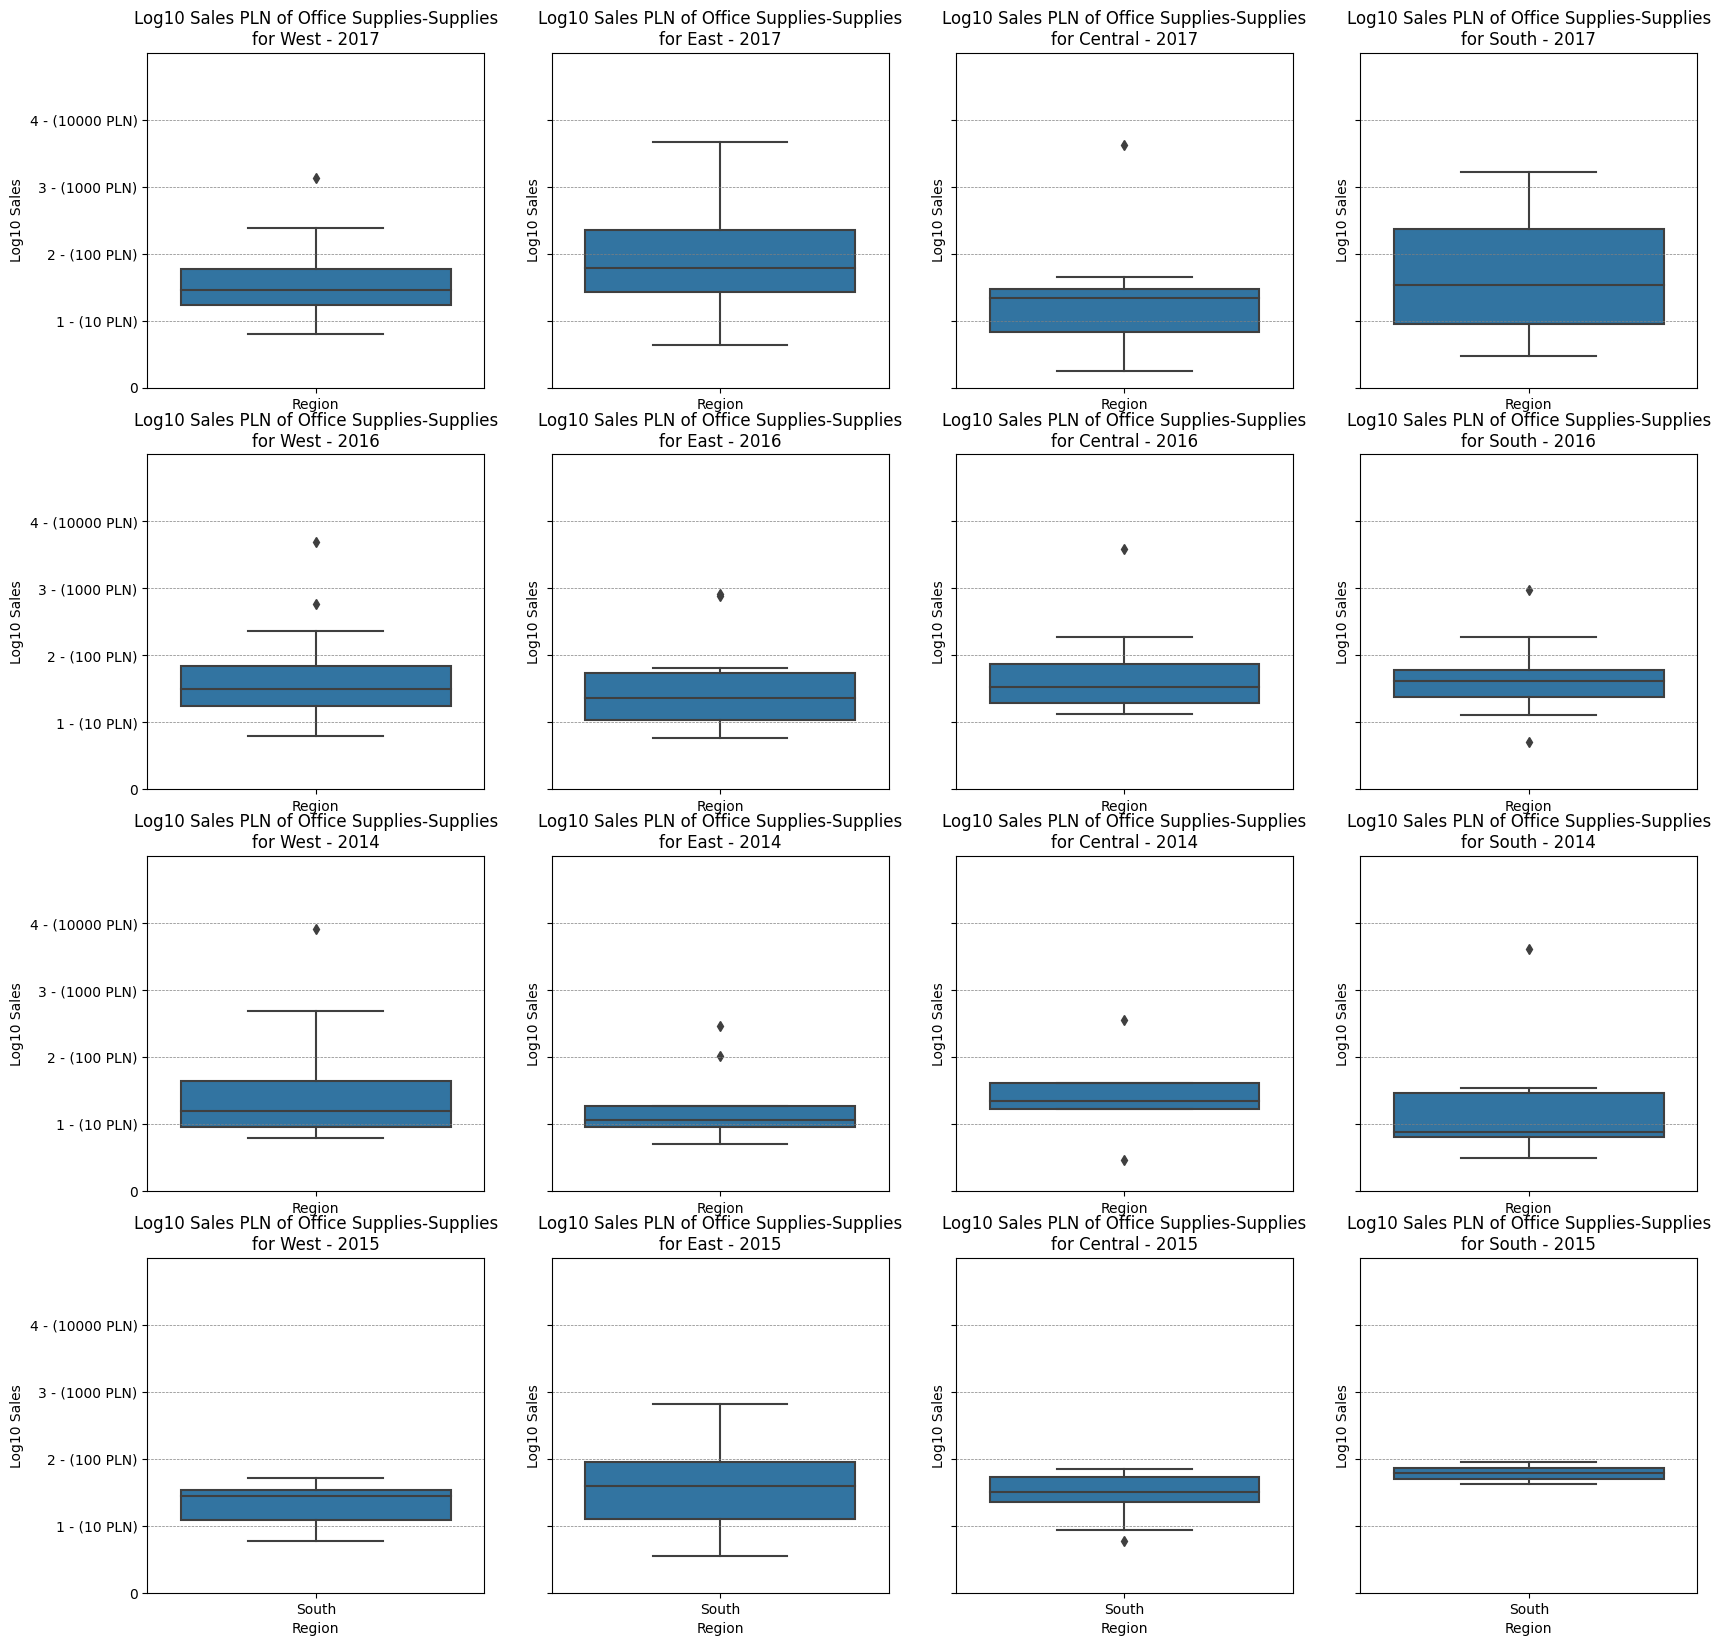 Log10 Sales PLN of Office Supplies-Supplies
for West - 2017
Log10 Sales PLN of Office Supplies-Supplies
for East - 2017
Log10 Sales PLN of Office Supplies-Supplies
for Central - 2017
Log10 Sales PLN of Office Supplies-Supplies
for South - 2017
4 - (10000 PLN)
3 - (1000 PLN)
2 - (100 PLN)
1 - (10 PLN)
0
Log10 Sales
Log10 Sales
Log10 Sales
Log10 Sales
Region
Region
Region
Region
Log10 Sales PLN of Office Supplies-Supplies
for West - 2016
Log10 Sales PLN of Office Supplies-Supplies
for East - 2016
Log10 Sales PLN of Office Supplies-Supplies
for Central - 2016
Log10 Sales PLN of Office Supplies-Supplies
for South - 2016
4 - (10000 PLN)
3 - (1000 PLN)
2 - (100 PLN)
1 - (10 PLN)
0
Log10 Sales
Log10 Sales
Log10 Sales
Log10 Sales
Region
Region
Region
Region
Log10 Sales PLN of Office Supplies-Supplies
for West - 2014
Log10 Sales PLN of Office Supplies-Supplies
for East - 2014
Log10 Sales PLN of Office Supplies-Supplies
for Central - 2014
Log10 Sales PLN of Office Supplies-Supplies
for South - 2014
4 - (10000 PLN)
3 - (1000 PLN)
2 - (100 PLN)
1 - (10 PLN)
0
Log10 Sales
Log10 Sales
Log10 Sales
Log10 Sales
Region
Region
Region
Region
Log10 Sales PLN of Office Supplies-Supplies
for West - 2015
Log10 Sales PLN of Office Supplies-Supplies
for East - 2015
Log10 Sales PLN of Office Supplies-Supplies
for Central - 2015
Log10 Sales PLN of Office Supplies-Supplies
for South - 2015
4 - (10000 PLN)
3 - (1000 PLN)
2 - (100 PLN)
1 - (10 PLN)
0
Log10 Sales
Log10 Sales
Log10 Sales
Log10 Sales
South
South
South
South
Region
Region
Region
Region